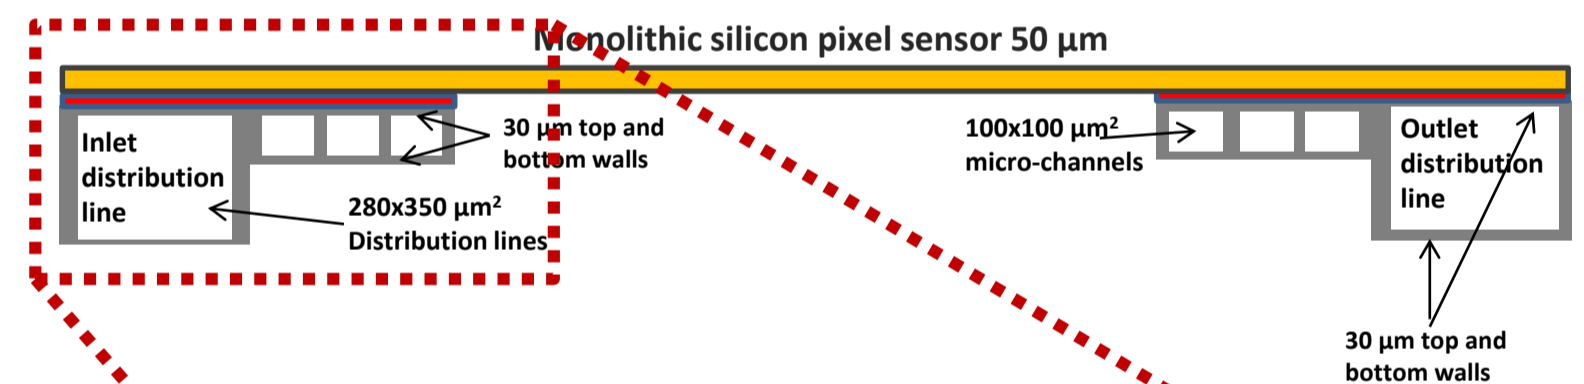 Monolithic silicon pixel sensor 50 µm
Inlet
distribution
line
30 µm top and
bottom walls
280x350 µm²
Distribution lines
100x100 µm²
micro-channels
Outlet
distribution
line
30 µm top and
bottom walls